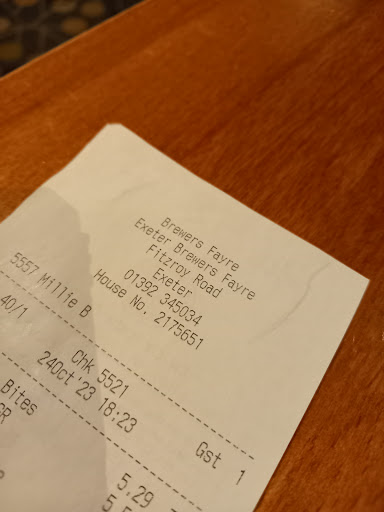 Brewers Fayre
Exeter Brewers Fayre
Fitzroy Road
Exeter
01392 345034
House No. 2175651
5557 Millie B
40/1
Chk 5521
Gst 1
24Oct'23 18:23
Bites
5.29